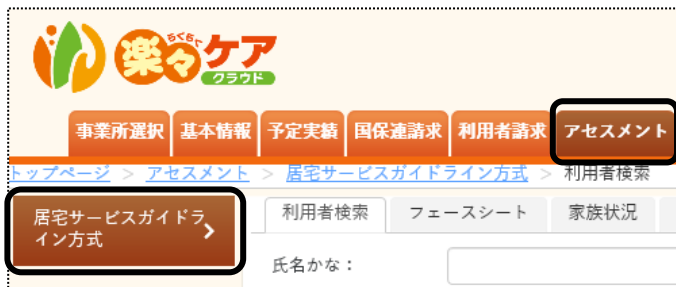 らくらく
楽々ケア
クラウド
事業所選択 基本情報 予定実績 国保連請求 利用者請求 アセスメント
トップページ > アセスメント > 居宅サービスガイドライン方式 > 利用者検索
居宅サービスガイドラ
イン方式
利用者検索 フェースシート 家族状況
氏名かな：